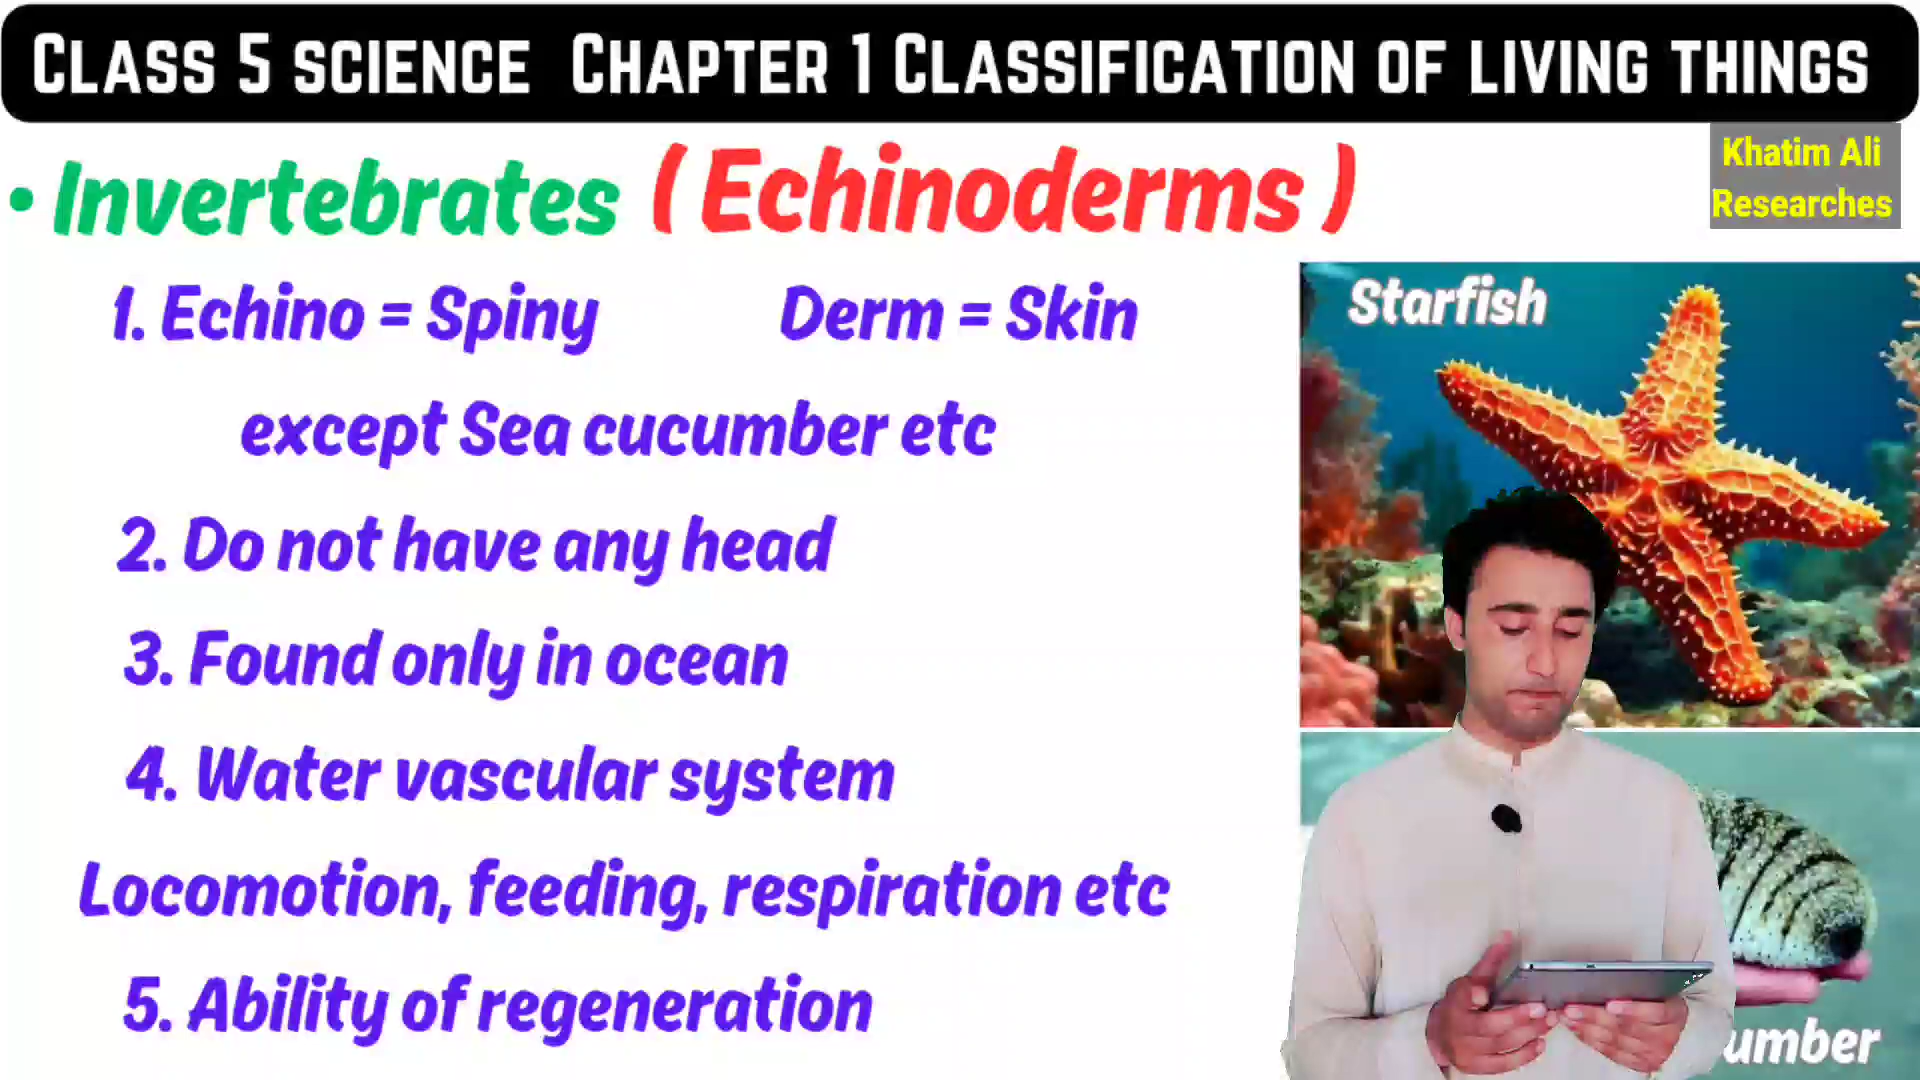 CLASS 5 SCIENCE CHAPTER 1 CLASSIFICATION OF LIVING THINGS
Khatim Ali
Researches
• Invertebrates ( Echinoderms )
1. Echino = Spiny Derm = Skin
except Sea cucumber etc
2. Do not have any head
3. Found only in ocean
4. Water vascular system
Locomotion, feeding, respiration etc
5. Ability of regeneration
Starfish